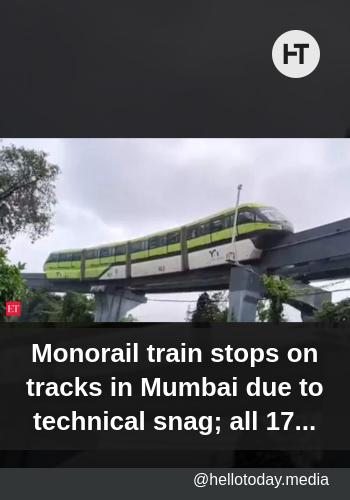 HT
ET
Monorail train stops on
tracks in Mumbai due to
technical snag; all 17...
@hellotoday.media